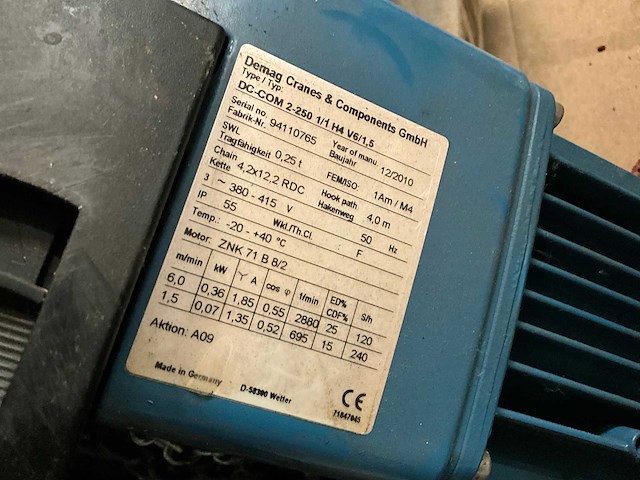 Demag Cranes & Components GmbH
Type / Typ:
DC-COM 2-250 1/1 H4 V6/1,5
Serial no. Year of manu.
Fabrik-Nr. 94110765 Baujahr 12/2010
SWL FEM/ISO: 1Am / M4
Tragfähigkeit 0,25 t
Chain Hook path
Kette 4,2x12,2 RDC Hakenweg 4,0 m
3 ~ 380 - 415 V 50 Hz
IP 55 Wkl./Th.Cl. : F
Temp.: -20 - +40 °C
Motor: ZNK 71 B 8/2
m/min kW Y A cos φ 1/min ED% CDF% S/h
6,0 0,36 1,85 0,55 2880 25 120
1,5 0,07 1,35 0,52 695 15 240
Aktion: A09
Made in Germany D-58300 Wetter CE
71847045